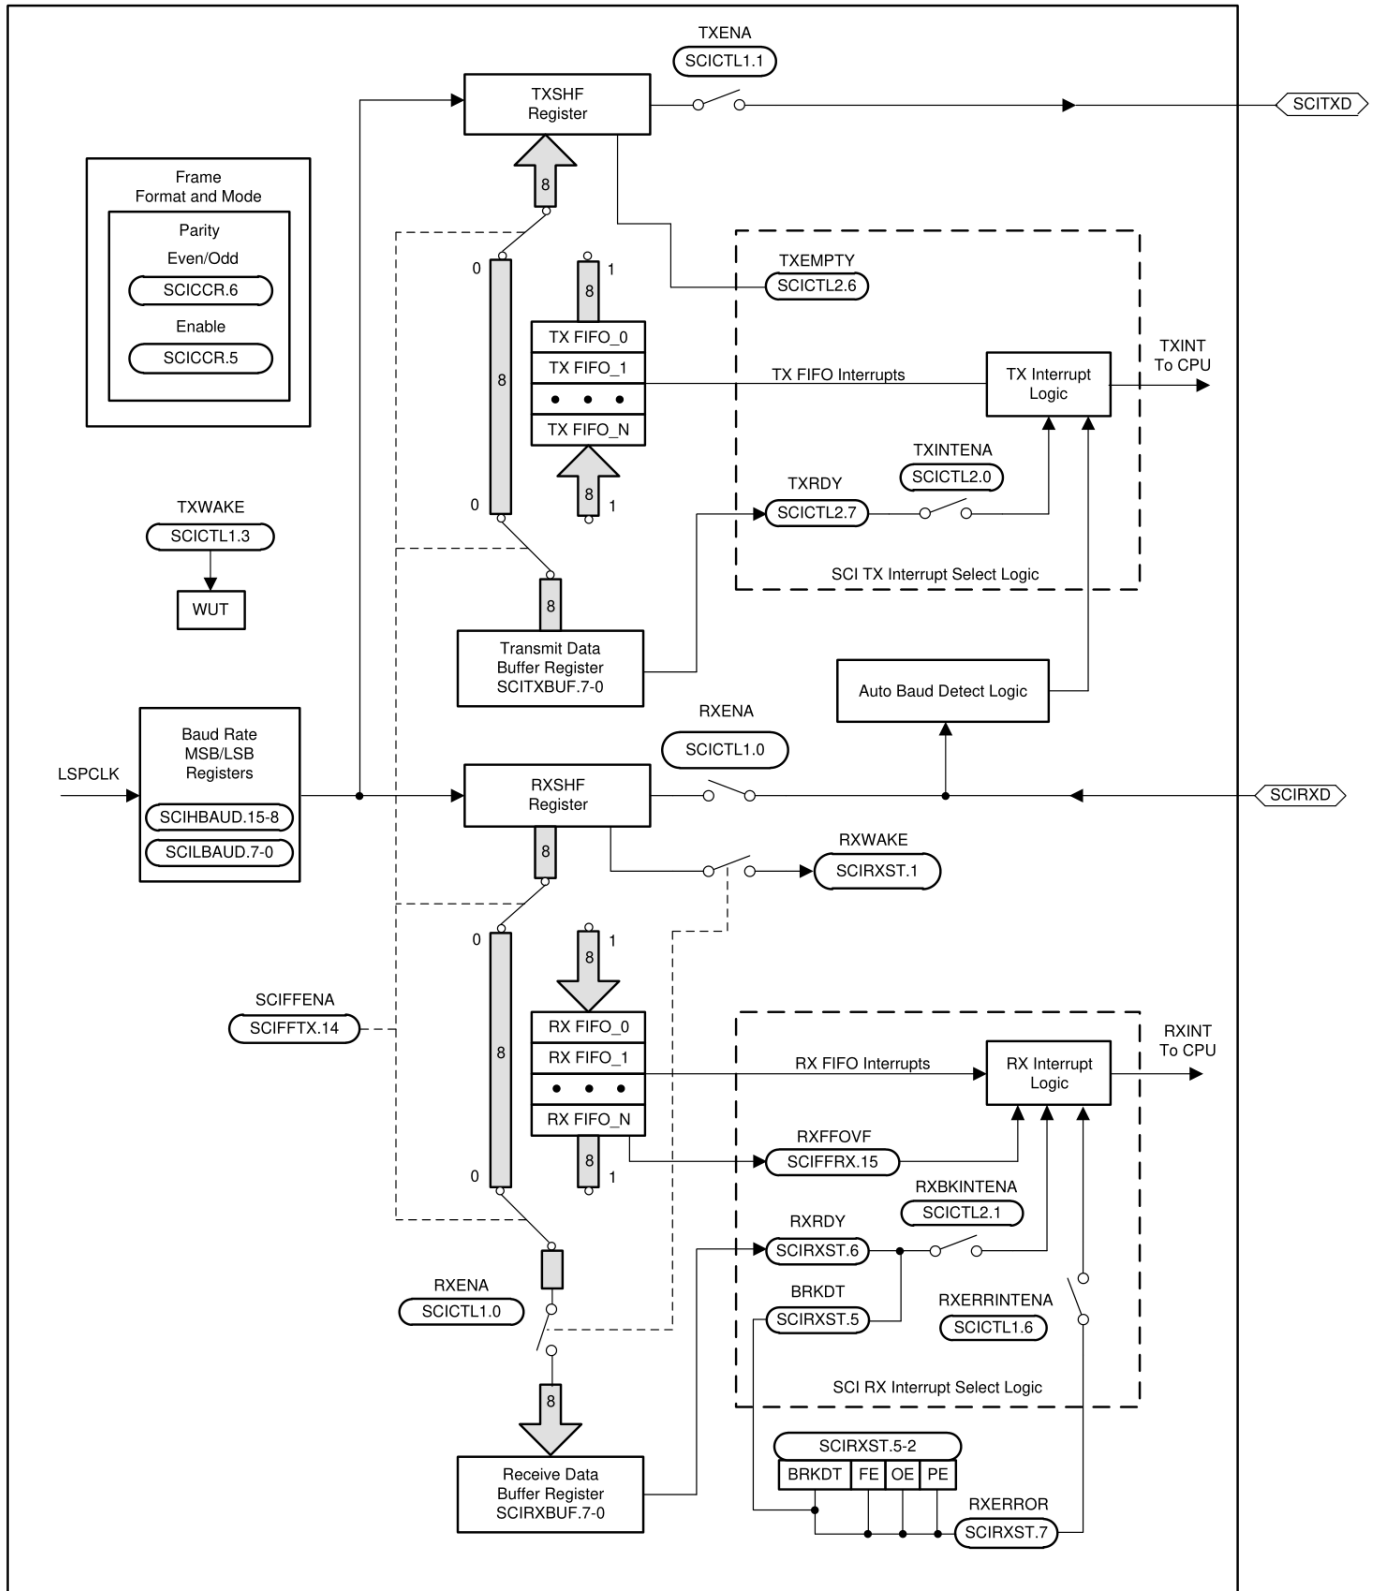 TXENA
SCICTL1.1
TXSHF
Register
SCITXD
Frame
Format and Mode
Parity
Even/Odd
SCICCR.6
Enable
SCICCR.5
8
0
8
0
1
8
TX FIFO_0
TX FIFO_1
TX FIFO_N
8
1
TXEMPTY
SCICTL2.6
TX FIFO Interrupts
TX Interrupt
Logic
TXINT
To CPU
TXINTENA
SCICTL2.0
TXRDY
SCICTL2.7
SCI TX Interrupt Select Logic
TXWAKE
SCICTL1.3
WUT
8
Transmit Data
Buffer Register
SCITXBUF.7-0
Auto Baud Detect Logic
RXENA
SCICTL1.0
LSPCLK
Baud Rate
MSB/LSB
Registers
SCIHBAUD.15-8
SCILBAUD.7-0
RXSHF
Register
SCIRXD
8
RXWAKE
SCIRXST.1
0
8
0
1
8
SCIFFENA
SCIFFTX.14
RX FIFO_0
RX FIFO_1
RX FIFO_N
8
1
RX FIFO Interrupts
RX Interrupt
Logic
RXINT
To CPU
RXFFOVF
SCIFFRX.15
RXBKINTENA
SCICTL2.1
RXRDY
SCIRXST.6
BRKDT
SCIRXST.5
RXERRINTENA
SCICTL1.6
SCI RX Interrupt Select Logic
RXENA
SCICTL1.0
8
Receive Data
Buffer Register
SCIRXBUF.7-0
SCIRXST.5-2
BRKDT FE OE PE
RXERROR
SCIRXST.7